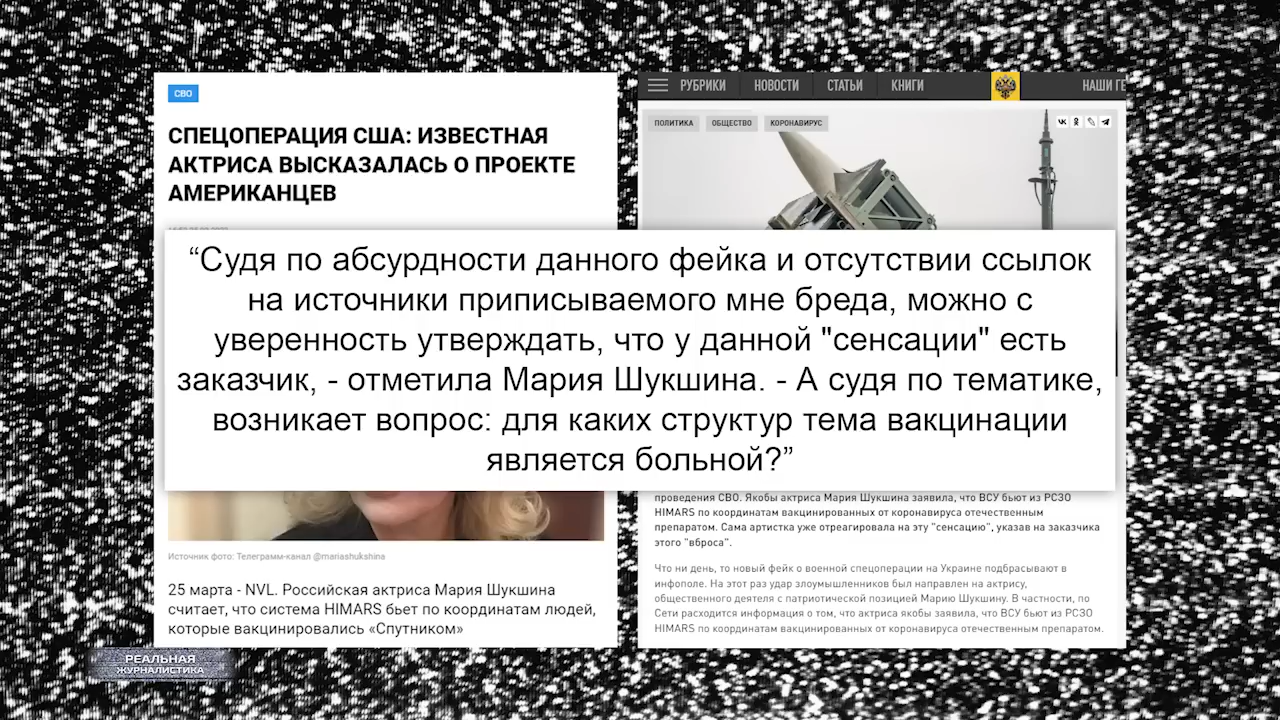 СВО
СПЕЦОПЕРАЦИЯ США: ИЗВЕСТНАЯ
АКТРИСА ВЫСКАЗАЛАСЬ О ПРОЕКТЕ
АМЕРИКАНЦЕВ
РУБРИКИ НОВОСТИ СТАТЬИ КНИГИ НАШИ ГЕ
ПОЛИТИКА ОБЩЕСТВО КОРОНАВИРУС
“Судя по абсурдности данного фейка и отсутствии ссылок
на источники приписываемого мне бреда, можно с
уверенность утверждать, что у данной "сенсации" есть
заказчик, - отметила Мария Шукшина. - А судя по тематике,
возникает вопрос: для каких структур тема вакцинации
является больной?”
Источник фото: Телеграмм-канал @mariashukshina
25 марта - NVL. Российская актриса Мария Шукшина
считает, что система HIMARS бьет по координатам людей,
которые вакцинировались «Спутником»
проведения СВО. Якобы актриса Мария Шукшина заявила, что ВСУ бьют из РСЗО
HIMARS по координатам вакцинированных от коронавируса отечественным
препаратом. Сама артистка уже отреагировала на эту "сенсацию", указав на заказчика
этого "вброса".
Что ни день, то новый фейк о военной спецоперации на Украине подбрасывают в
инфополе. На этот раз удар злоумышленников был направлен на актрису,
общественного деятеля с патриотической позицией Марию Шукшину. В частности, по
Сети расходится информация о том, что актриса якобы заявила, что ВСУ бьют из РСЗО
HIMARS по координатам вакцинированных от коронавируса отечественным препаратом.
РЕАЛЬНАЯ
ЖУРНАЛИСТИКА